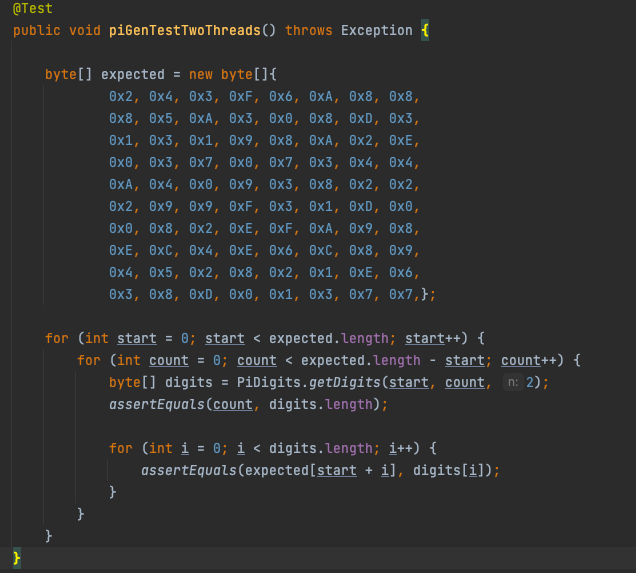 @Test
public void piGenTestTwoThreads() throws Exception {
byte[] expected = new byte[]{
0x2, 0x4, 0x3, 0xF, 0x6, 0xA, 0x8, 0x8,
0x8, 0x5, 0xA, 0x3, 0x0, 0x8, 0xD, 0x3,
0x1, 0x3, 0x1, 0x9, 0x8, 0xA, 0x2, 0xE,
0x0, 0x3, 0x7, 0x0, 0x7, 0x3, 0x4, 0x4,
0xA, 0x4, 0x0, 0x9, 0x3, 0x8, 0x2, 0x2,
0x2, 0x9, 0x9, 0xF, 0x3, 0x1, 0xD, 0x0,
0x0, 0x8, 0x2, 0xE, 0xF, 0xA, 0x9, 0x8,
0xE, 0xC, 0x4, 0xE, 0x6, 0xC, 0x8, 0x9,
0x4, 0x5, 0x2, 0x8, 0x2, 0x1, 0xE, 0x6,
0x3, 0x8, 0xD, 0x0, 0x1, 0x3, 0x7, 0x7,};
for (int start = 0; start < expected.length; start++) {
for (int count = 0; count < expected.length - start; count++) {
byte[] digits = PiDigits.getDigits(start, count, n: 2);
assertEquals(count, digits.length);
for (int i = 0; i < digits.length; i++) {
assertEquals(expected[start + i], digits[i]);
}
}
}
}